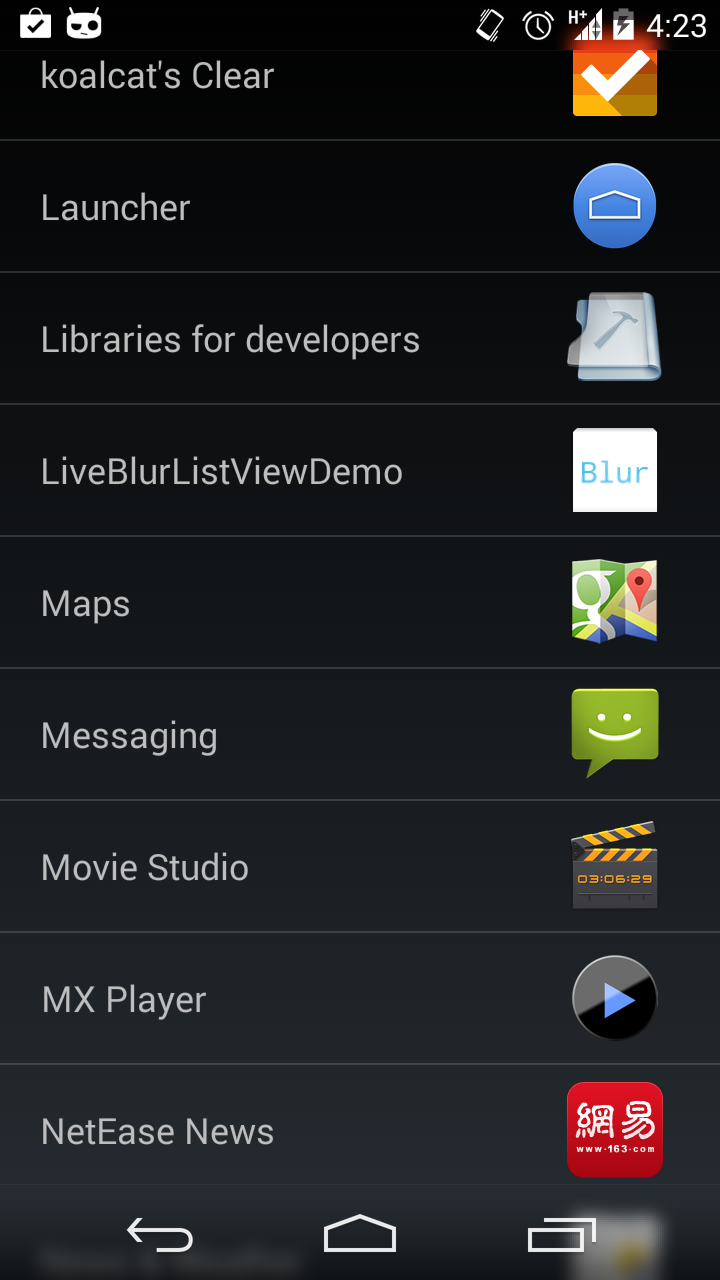 H+ 4:23
koalcat's Clear
Launcher
Libraries for developers
LiveBlurListViewDemo
Blur
Maps
g
Messaging
Movie Studio
03:06:29
MX Player
NetEase News
網易
www.163.com